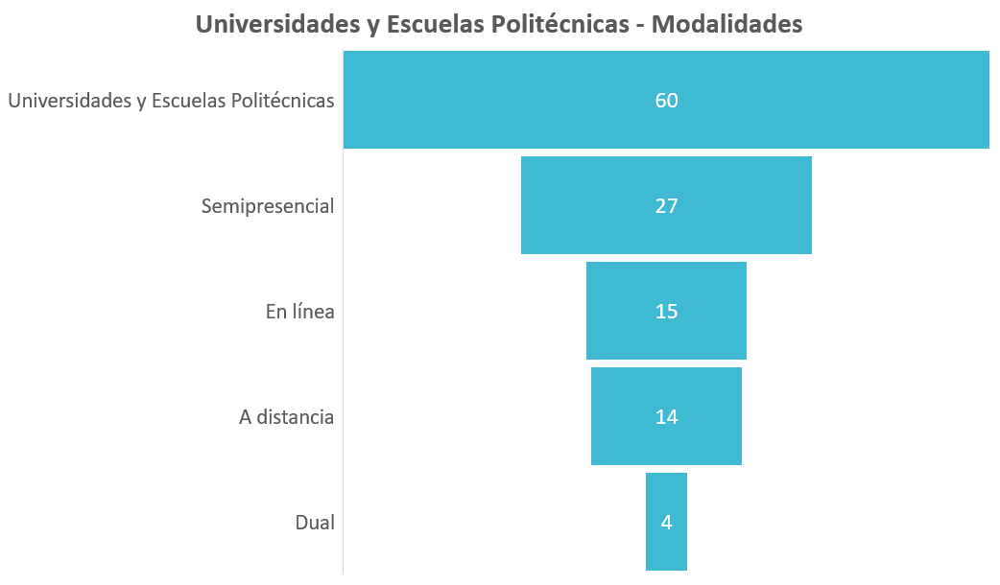 Universidades y Escuelas Politécnicas - Modalidades
Universidades y Escuelas Politécnicas 60
Semipresencial 27
En línea 15
A distancia 14
Dual 4